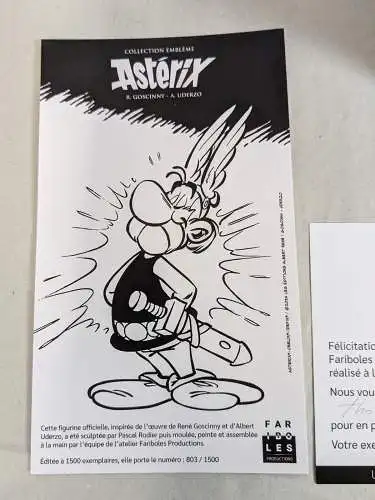 COLLECTION EMBLÈME
Astérix
R. GOSCINNY - A. UDERZO
Cette figurine officielle, inspirée de l'œuvre de René Goscinny et d'Albert
Uderzo, a été sculptée par Pascal Rodier puis moulée, peinte et assemblée
à la main par l'équipe de l'atelier Fariboles Productions.
Éditée à 1500 exemplaires, elle porte le numéro : 803 / 1500
FAR
IBO
LES
PRODUCTIONS
Félicitatio
Fariboles
réalisé à l
Nous vou
pour en p
Votre exe